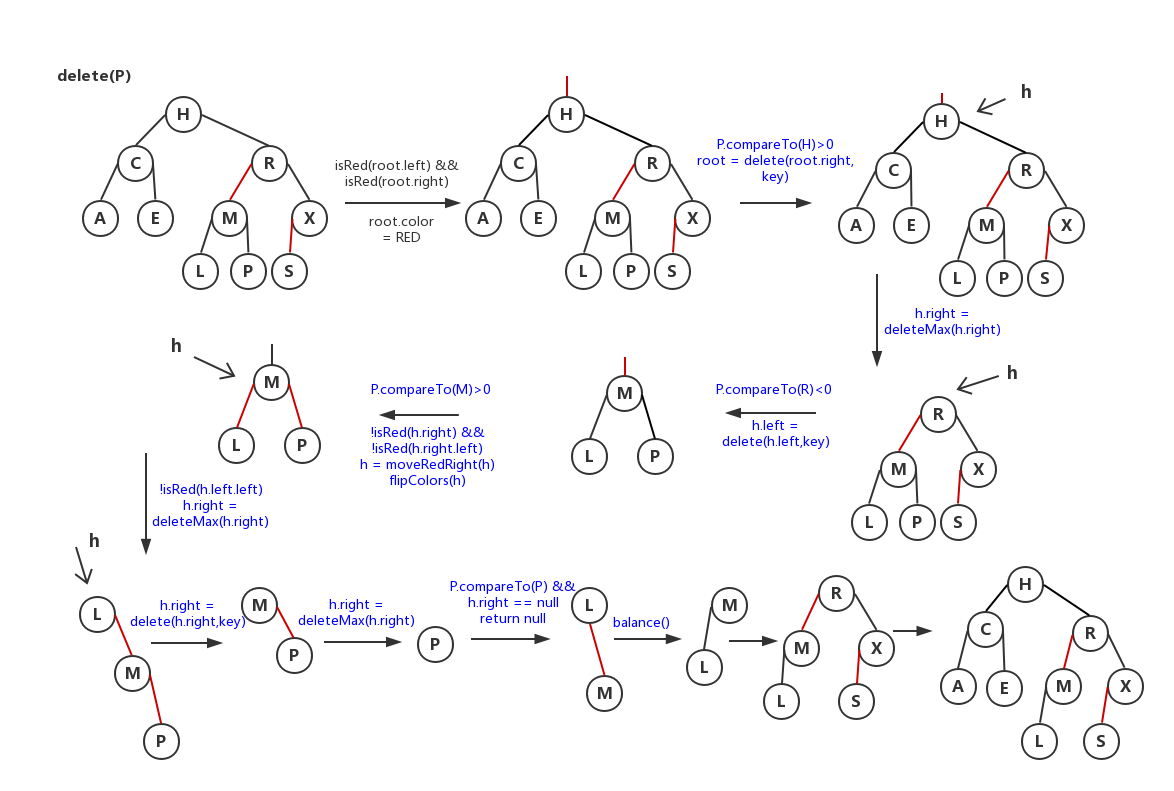 delete(P)
H
C
R
A
E
M
X
L
P
S
isRed(root.left) &&
isRed(root.right)
root.color
= RED
H
C
R
A
E
M
X
L
P
S
P.compareTo(H)>0
root = delete(root.right,
key)
h
H
C
R
A
E
M
X
L
P
S
h.right =
deleteMax(h.right)
h
R
M
X
L
P
S
P.compareTo(R)<0
h.left =
delete(h.left,key)
M
L
P
P.compareTo(M)>0
!isRed(h.right) &&
!isRed(h.right.left)
h = moveRedRight(h)
flipColors(h)
h
M
L
P
!isRed(h.left.left)
h.right =
deleteMax(h.right)
h
L
M
P
h.right =
delete(h.right,key)
M
P
h.right =
deleteMax(h.right)
P
P.compareTo(P) &&
h.right == null
return null
L
M
balance()
M
L
R
M
X
L
S
H
C
R
A
E
M
X
L
S